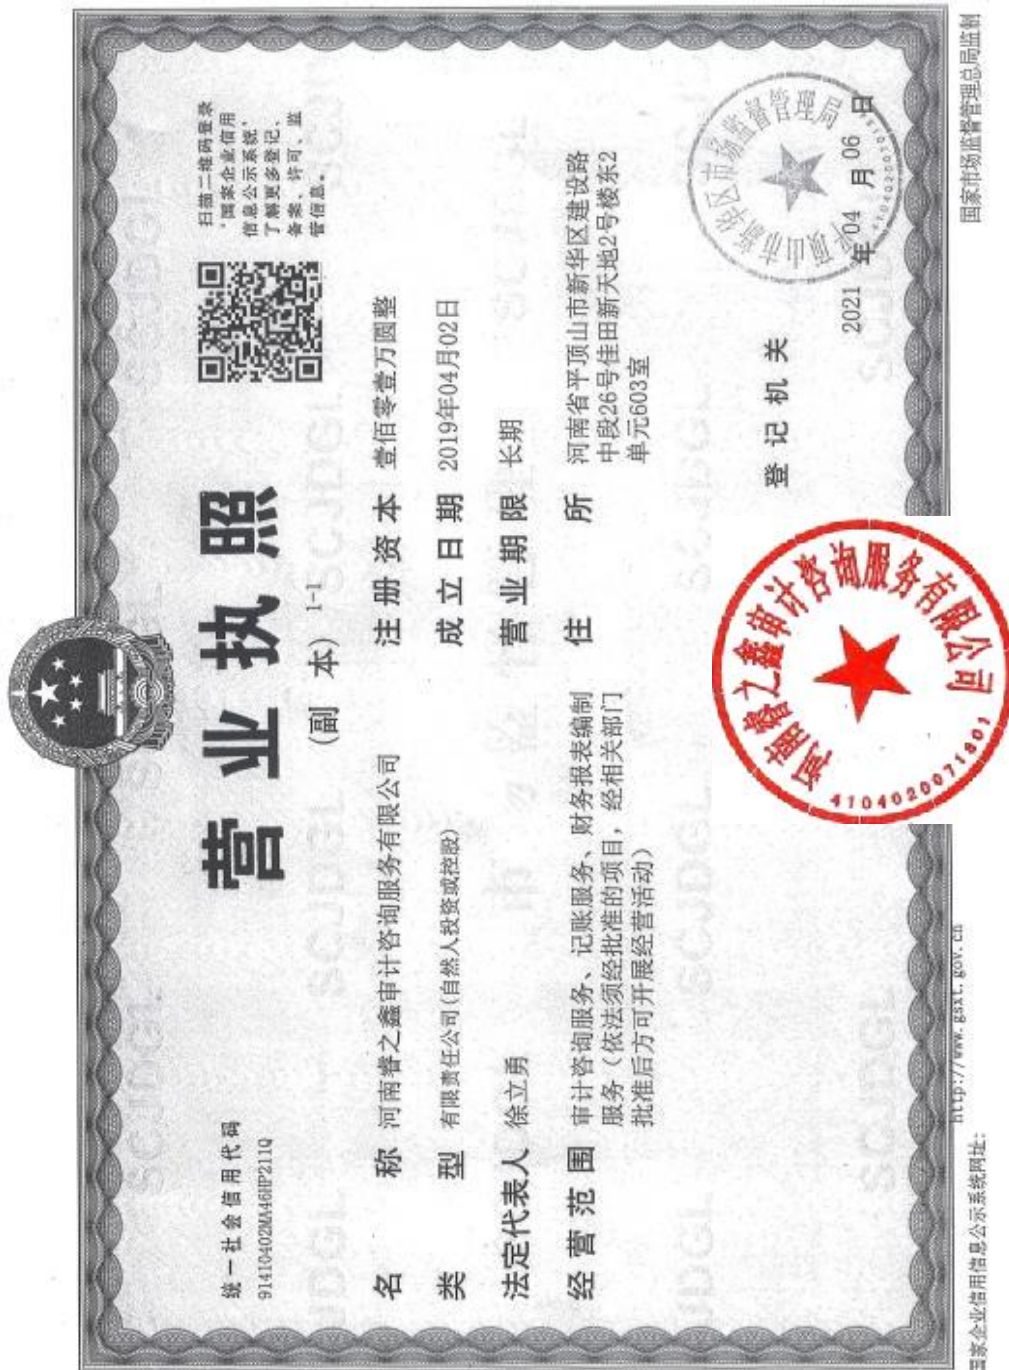 统一社会信用代码
91410402MA46HP211Q
营业执照
(副 本) 1-1
扫描二维码登录
‘国家企业信用
信息公示系统’
了解更多登记、
备案、许可、监
管信息。
名 称 河南睿之鑫审计咨询服务有限公司
类 型 有限责任公司(自然人投资或控股)
法定代表人 徐立勇
经营范围 审计咨询服务、记账服务、财务报表编制
服务（依法须经批准的项目，经相关部门
批准后方可开展经营活动）
注册资本 壹佰零壹万圆整
成立日期 2019年04月02日
营业期限 长期
住 所 河南省平顶山市新华区建设路
中段26号佳田新天地2号楼东2
单元603室
登记机关
平顶山市新华区市场监督管理局
2021 年 04 月 06 日
河南睿之鑫审计咨询服务有限公司
4104020071801
国家企业信用信息公示系统网址：
http://www.gsxt.gov.cn
国家市场监督管理总局监制